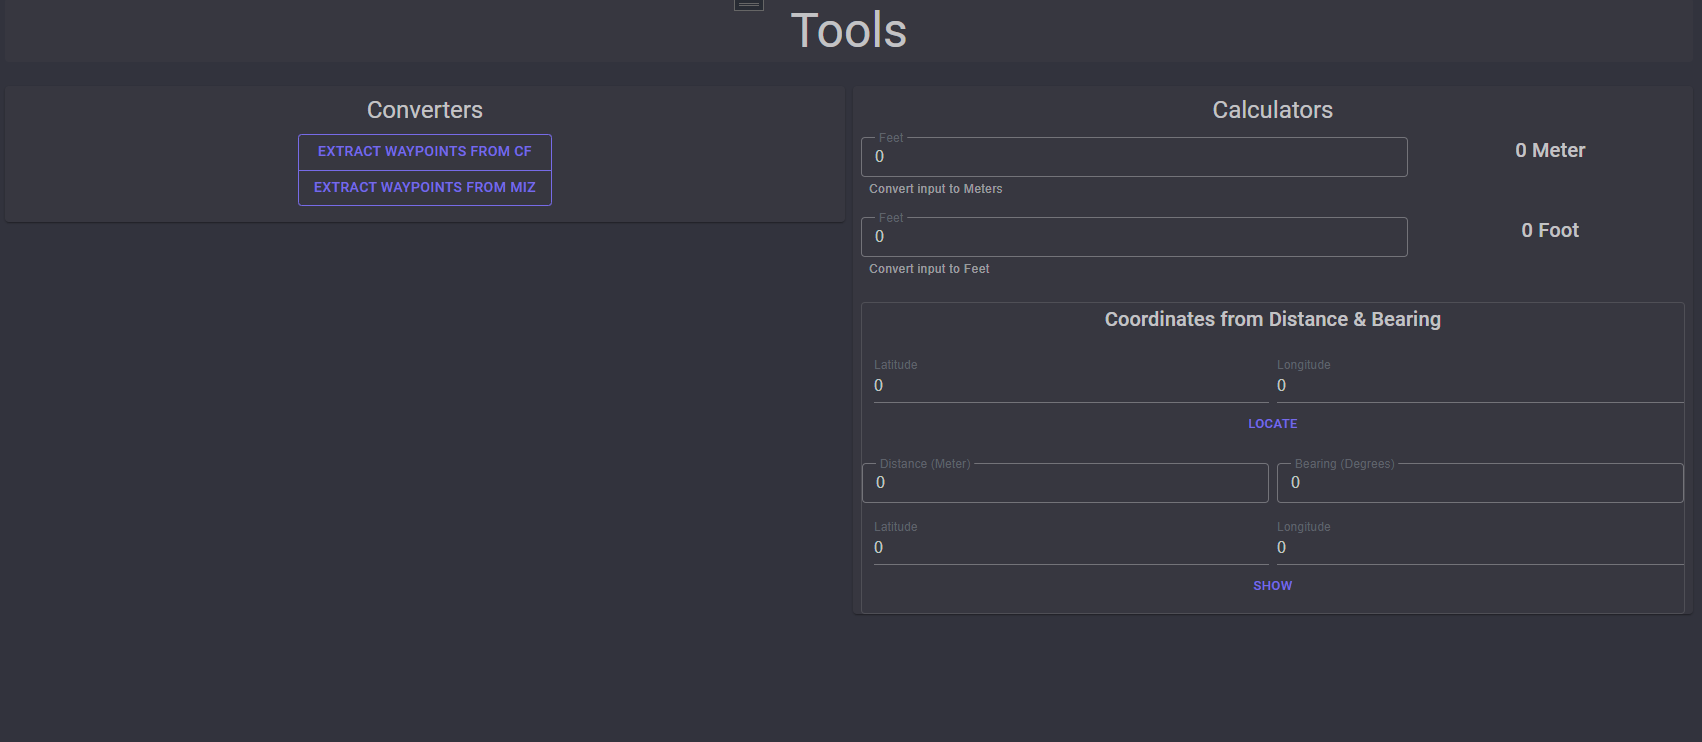 Tools
Converters
EXTRACT WAYPOINTS FROM CF
EXTRACT WAYPOINTS FROM MIZ
Calculators
Feet
0
0 Meter
Convert input to Meters
Feet
0
0 Foot
Convert input to Feet
Coordinates from Distance & Bearing
Latitude
Longitude
0
0
LOCATE
Distance (Meter)
Bearing (Degrees)
0
0
Latitude
Longitude
0
0
SHOW